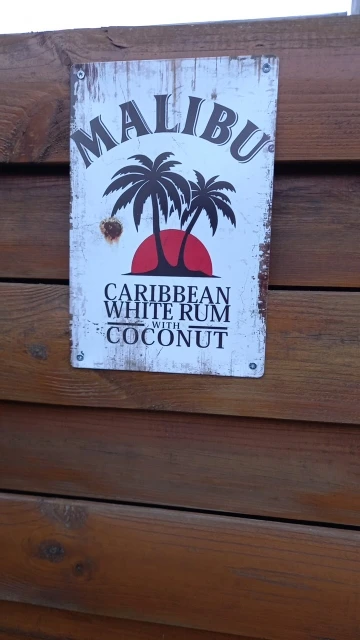 MALIBU
CARIBBEAN
WHITE RUM
WITH
COCONUT